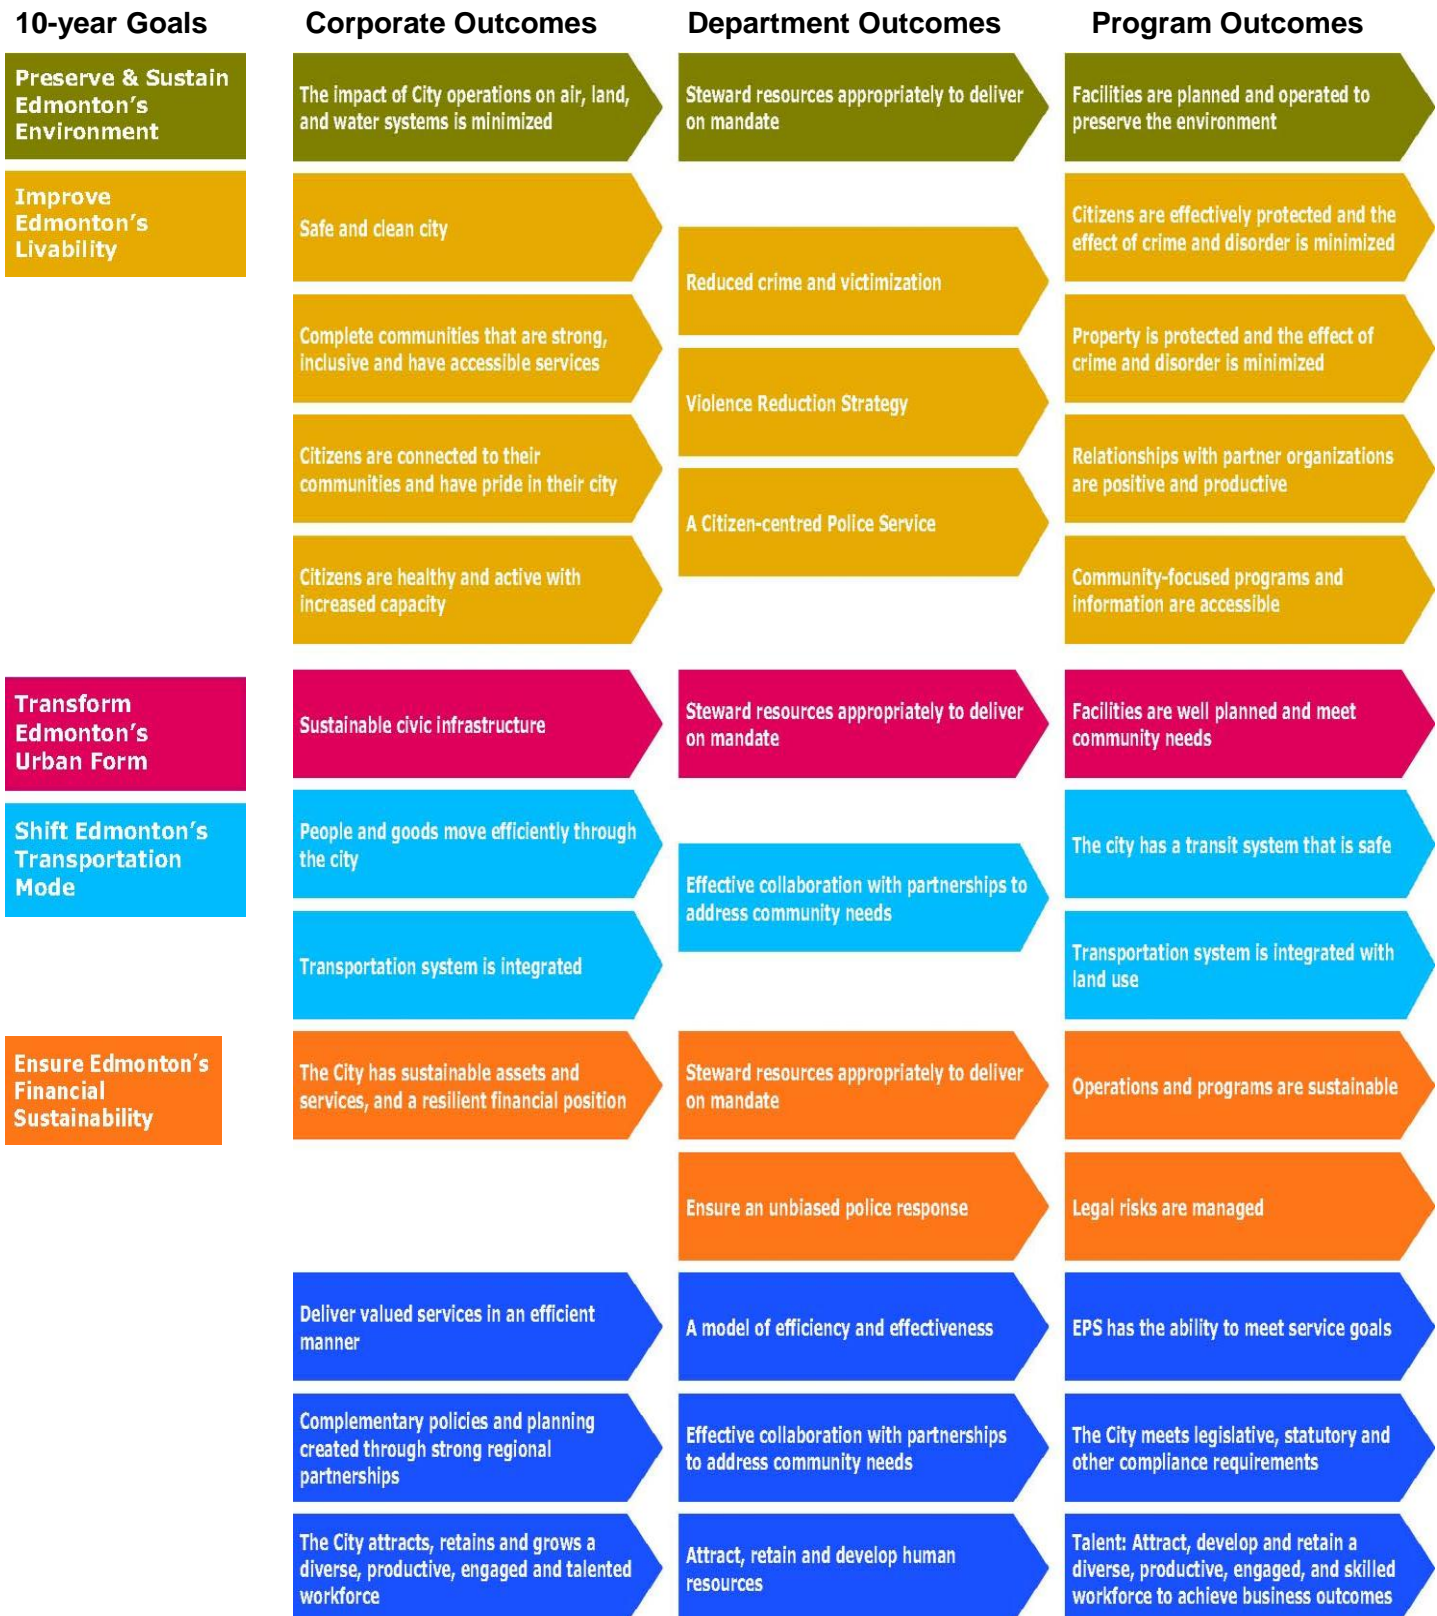 10-year Goals
Corporate Outcomes
Department Outcomes
Program Outcomes
Preserve & Sustain
Edmonton's
Environment
The impact of City operations on air, land,
and water systems is minimized
Steward resources appropriately to deliver
on mandate
Facilities are planned and operated to
preserve the environment
Improve
Edmonton's
Livability
Safe and clean city
Complete communities that are strong,
inclusive and have accessible services
Citizens are connected to their
communities and have pride in their city
Citizens are healthy and active with
increased capacity
Reduced crime and victimization
Violence Reduction Strategy
A Citizen-centred Police Service
Citizens are effectively protected and the
effect of crime and disorder is minimized
Property is protected and the effect of
crime and disorder is minimized
Relationships with partner organizations
are positive and productive
Community-focused programs and
information are accessible
Transform
Edmonton's
Urban Form
Sustainable civic infrastructure
Steward resources appropriately to deliver
on mandate
Facilities are well planned and meet
community needs
Shift Edmonton's
Transportation
Mode
People and goods move efficiently through
the city
Transportation system is integrated
Effective collaboration with partnerships to
address community needs
The city has a transit system that is safe
Transportation system is integrated with
land use
Ensure Edmonton's
Financial
Sustainability
The City has sustainable assets and
services, and a resilient financial position
Steward resources appropriately to deliver
on mandate
Operations and programs are sustainable
Ensure an unbiased police response
Legal risks are managed
Deliver valued services in an efficient
manner
A model of efficiency and effectiveness
EPS has the ability to meet service goals
Complementary policies and planning
created through strong regional
partnerships
Effective collaboration with partnerships
to address community needs
The City meets legislative, statutory and
other compliance requirements
The City attracts, retains and grows a
diverse, productive, engaged and talented
workforce
Attract, retain and develop human
resources
Talent: Attract, develop and retain a
diverse, productive, engaged, and skilled
workforce to achieve business outcomes